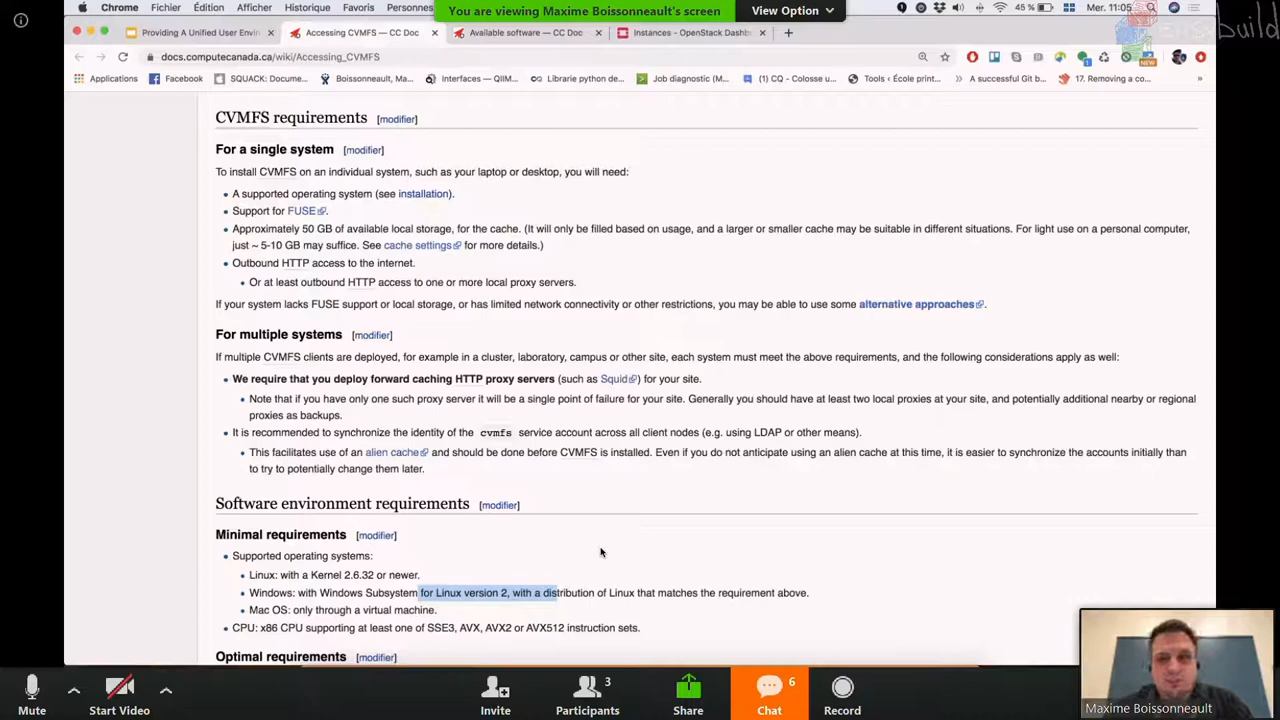 You are viewing Maxime Boissonneault's screen
View Option
Chrome Fichier Édition Afficher Historique Favoris Personnes
45 % Mer. 11:05
Providing A Unified User Envir
Accessing CVMFS — CC Doc
Available software — CC Doc
Instances - OpenStack Dashb
docs.computecanada.ca/wiki/Accessing_CVMFS
Applications
Facebook
SQUACK: Docume...
Boissonneault, Ma...
Interfaces — QIIM...
Librarie python de...
Job diagnostic (M...
(1) CQ - Colosse u...
Tools ‹ École print...
A successful Git b...
17. Removing a co...
»
CVMFS requirements [modifier]
For a single system [modifier]
To install CVMFS on an individual system, such as your laptop or desktop, you will need:
A supported operating system (see installation).
Support for FUSE.
Approximately 50 GB of available local storage, for the cache. (It will only be filled based on usage, and a larger or smaller cache may be suitable in different situations. For light use on a personal computer,
just ~ 5-10 GB may suffice. See cache settings for more details.)
Outbound HTTP access to the internet.
Or at least outbound HTTP access to one or more local proxy servers.
If your system lacks FUSE support or local storage, or has limited network connectivity or other restrictions, you may be able to use some alternative approaches.
For multiple systems [modifier]
If multiple CVMFS clients are deployed, for example in a cluster, laboratory, campus or other site, each system must meet the above requirements, and the following considerations apply as well:
We require that you deploy forward caching HTTP proxy servers (such as Squid) for your site.
Note that if you have only one such proxy server it will be a single point of failure for your site. Generally you should have at least two local proxies at your site, and potentially additional nearby or regional
proxies as backups.
It is recommended to synchronize the identity of the cvmfs service account across all client nodes (e.g. using LDAP or other means).
This facilitates use of an alien cache and should be done before CVMFS is installed. Even if you do not anticipate using an alien cache at this time, it is easier to synchronize the accounts initially than
to try to potentially change them later.
Software environment requirements [modifier]
Minimal requirements [modifier]
Supported operating systems:
Linux: with a Kernel 2.6.32 or newer.
Windows: with Windows Subsystem for Linux version 2, with a distribution of Linux that matches the requirement above.
Mac OS: only through a virtual machine.
CPU: x86 CPU supporting at least one of SSE3, AVX, AVX2 or AVX512 instruction sets.
Optimal requirements [modifier]
Mute
Start Video
Invite
3
Participants
Share
6
Chat
Record
Maxime Boissonneault